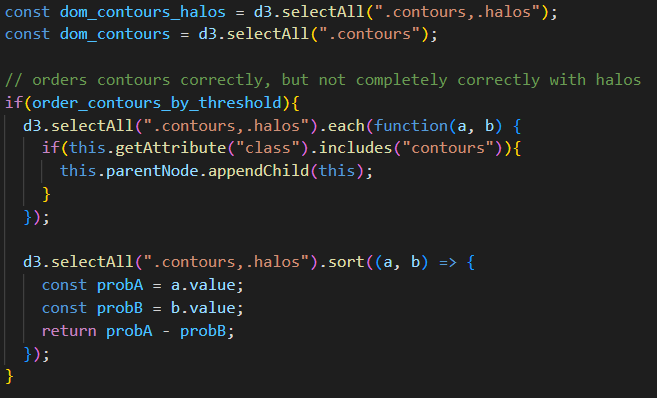 const dom_contours_halos = d3.selectAll(".contours,.halos");
const dom_contours = d3.selectAll(".contours");

// orders contours correctly, but not completely correctly with halos
if(order_contours_by_threshold){
  d3.selectAll(".contours,.halos").each(function(a, b) {
    if(this.getAttribute("class").includes("contours")){
      this.parentNode.appendChild(this);
    }
  });

  d3.selectAll(".contours,.halos").sort((a, b) => {
    const probA = a.value;
    const probB = b.value;
    return probA - probB;
  });
}